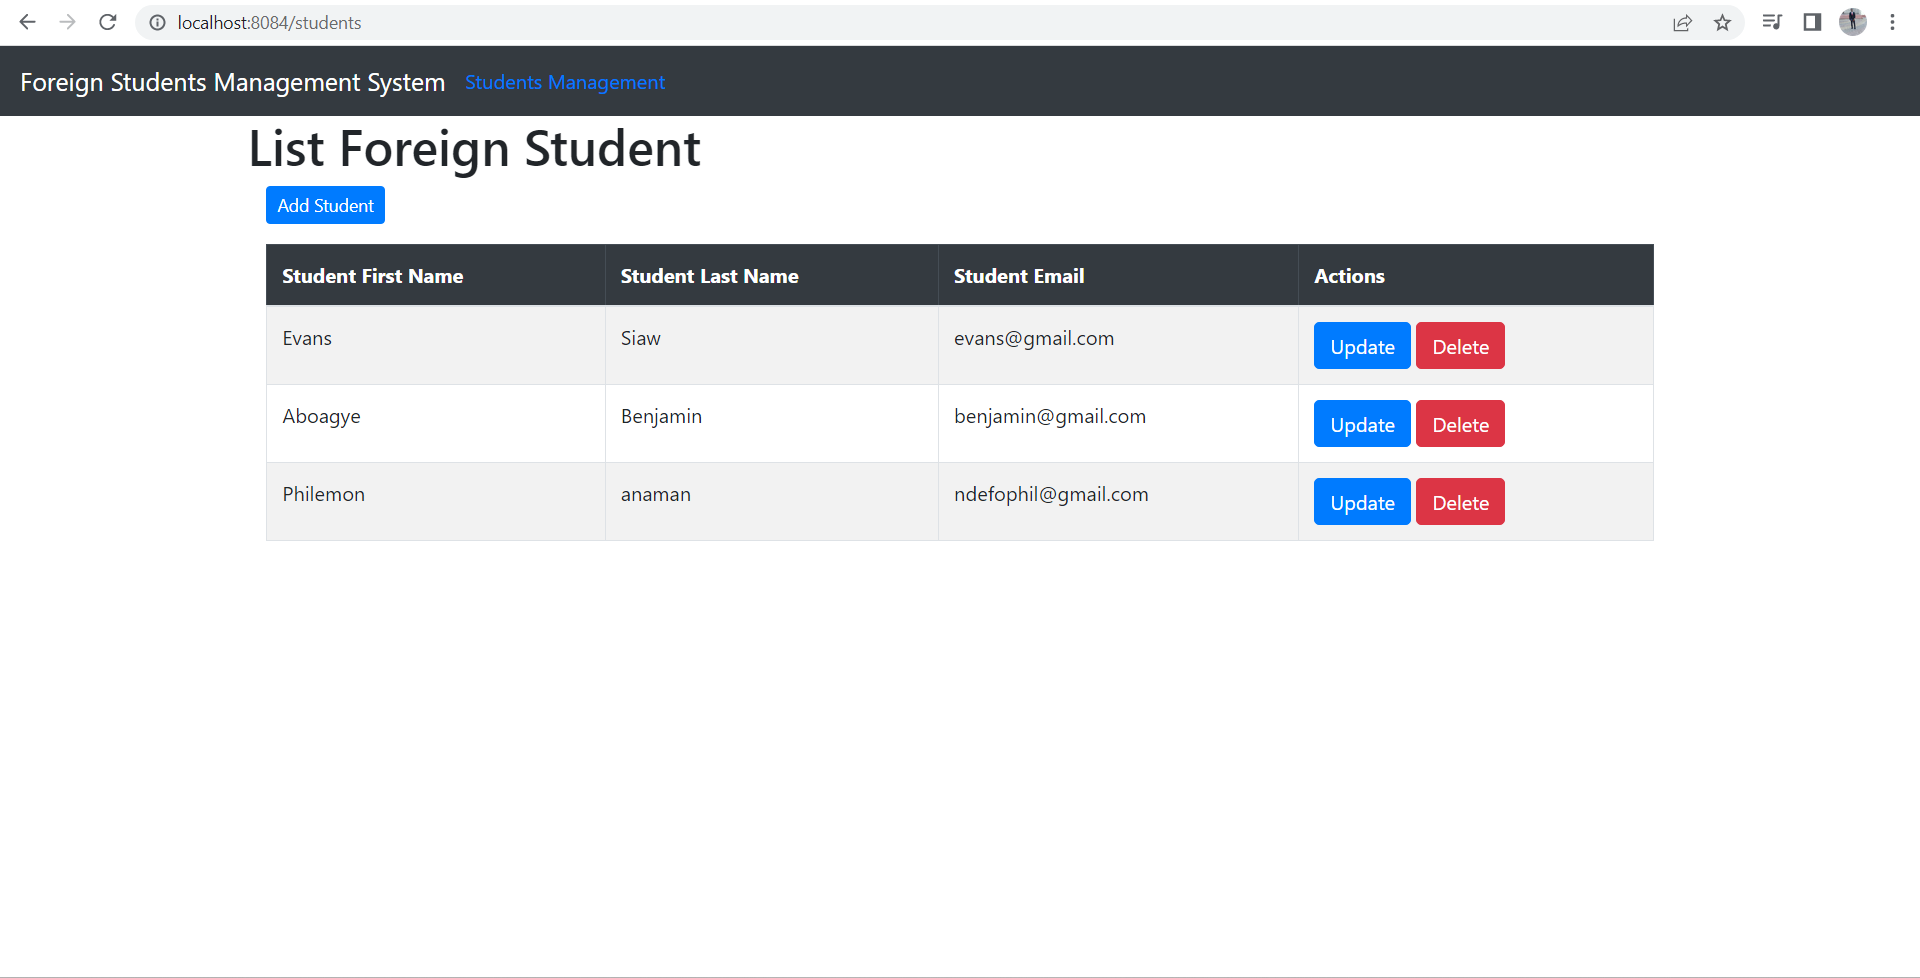 localhost:8084/students
Foreign Students Management System Students Management
List Foreign Student
Add Student
Student First Name Student Last Name Student Email Actions
Evans Siaw evans@gmail.com Update Delete
Aboagye Benjamin benjamin@gmail.com Update Delete
Philemon anaman ndefophil@gmail.com Update Delete